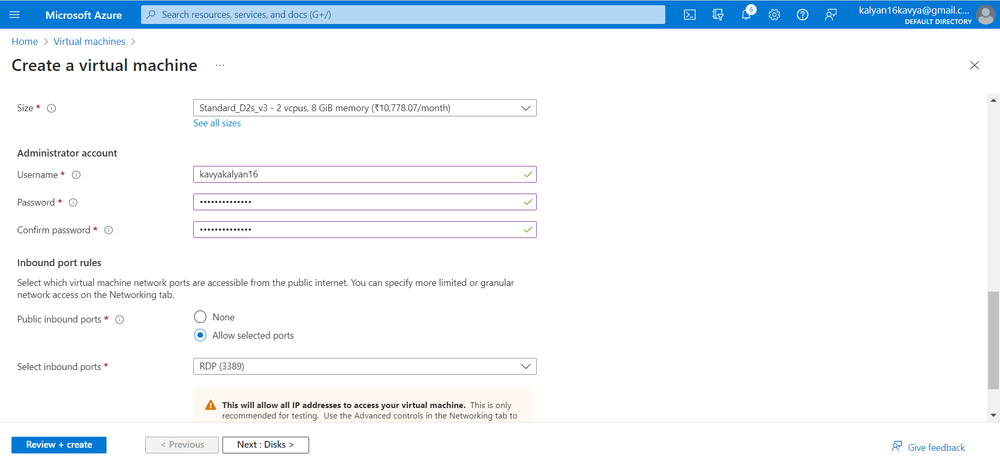 Microsoft Azure
Search resources, services, and docs (G+/)
6
kalyan16kavya@gmail.c...
DEFAULT DIRECTORY
Home > Virtual machines >
Create a virtual machine ...
Size *
Standard_D2s_v3 - 2 vcpus, 8 GiB memory (₹10,778.07/month)
See all sizes
Administrator account
Username *
kavyakalyan16
Password *
••••••••••••••
Confirm password *
••••••••••••••
Inbound port rules
Select which virtual machine network ports are accessible from the public internet. You can specify more limited or granular
network access on the Networking tab.
Public inbound ports *
None
Allow selected ports
Select inbound ports *
RDP (3389)
This will allow all IP addresses to access your virtual machine. This is only
recommended for testing. Use the Advanced controls in the Networking tab to
Review + create
< Previous
Next : Disks >
Give feedback